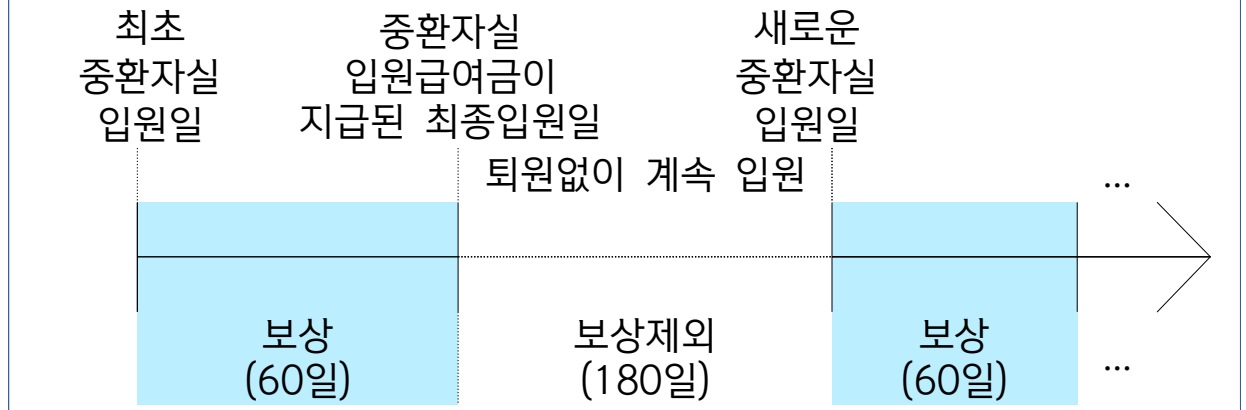 최초
중환자실
입원일
중환자실
입원급여금이
지급된 최종입원일
새로운
중환자실
입원일
퇴원없이 계속 입원
...
보상
(60일)
보상제외
(180일)
보상
(60일)
...